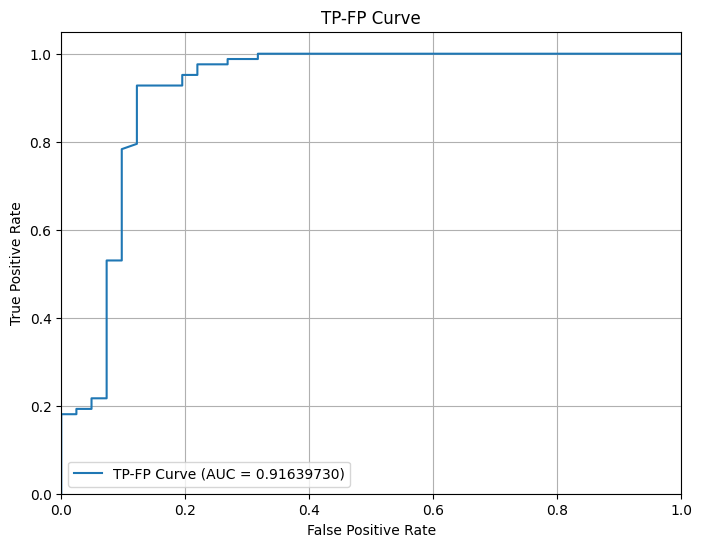 TP-FP Curve
1.0
0.8
0.6
0.4
0.2
0.0
True Positive Rate
TP-FP Curve (AUC = 0.91639730)
0.0 0.2 0.4 0.6 0.8 1.0
False Positive Rate